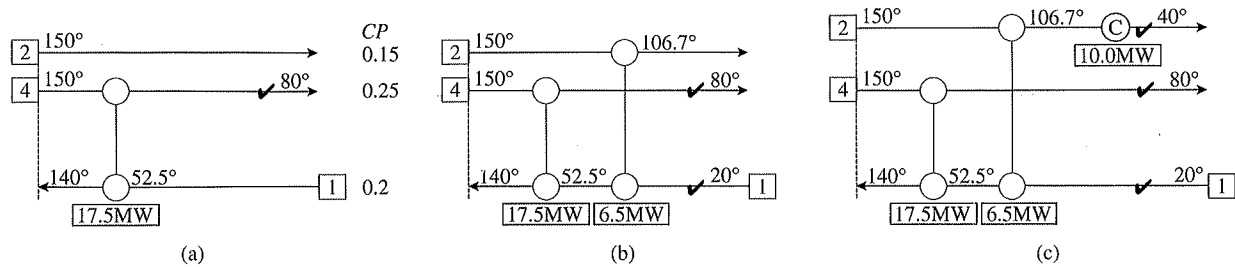 CP
2 150° 0.15
4 150° 80° 0.25
140° 52.5° 1 0.2
17.5MW
(a)
2 150° 106.7°
4 150° 80°
140° 52.5° 20° 1
17.5MW 6.5MW
(b)
2 150° 106.7° C 40°
10.0MW
4 150° 80°
140° 52.5° 20° 1
17.5MW 6.5MW
(c)